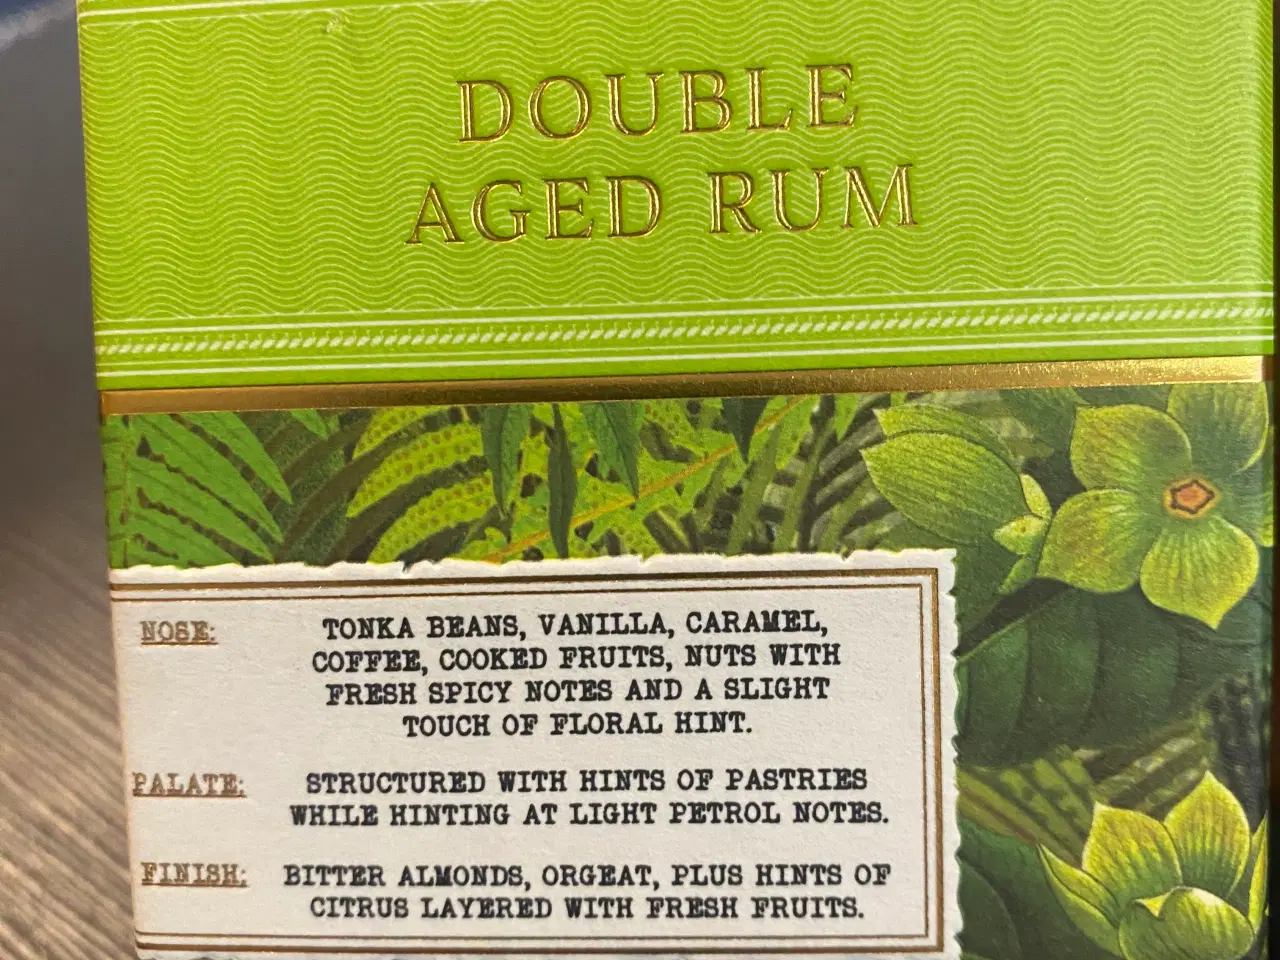 DOUBLE
AGED RUM
NOSE: TONKA BEANS, VANILLA, CARAMEL,
COFFEE, COOKED FRUITS, NUTS WITH
FRESH SPICY NOTES AND A SLIGHT
TOUCH OF FLORAL HINT.
PALATE: STRUCTURED WITH HINTS OF PASTRIES
WHILE HINTING AT LIGHT PETROL NOTES.
FINISH: BITTER ALMONDS, ORGEAT, PLUS HINTS OF
CITRUS LAYERED WITH FRESH FRUITS.